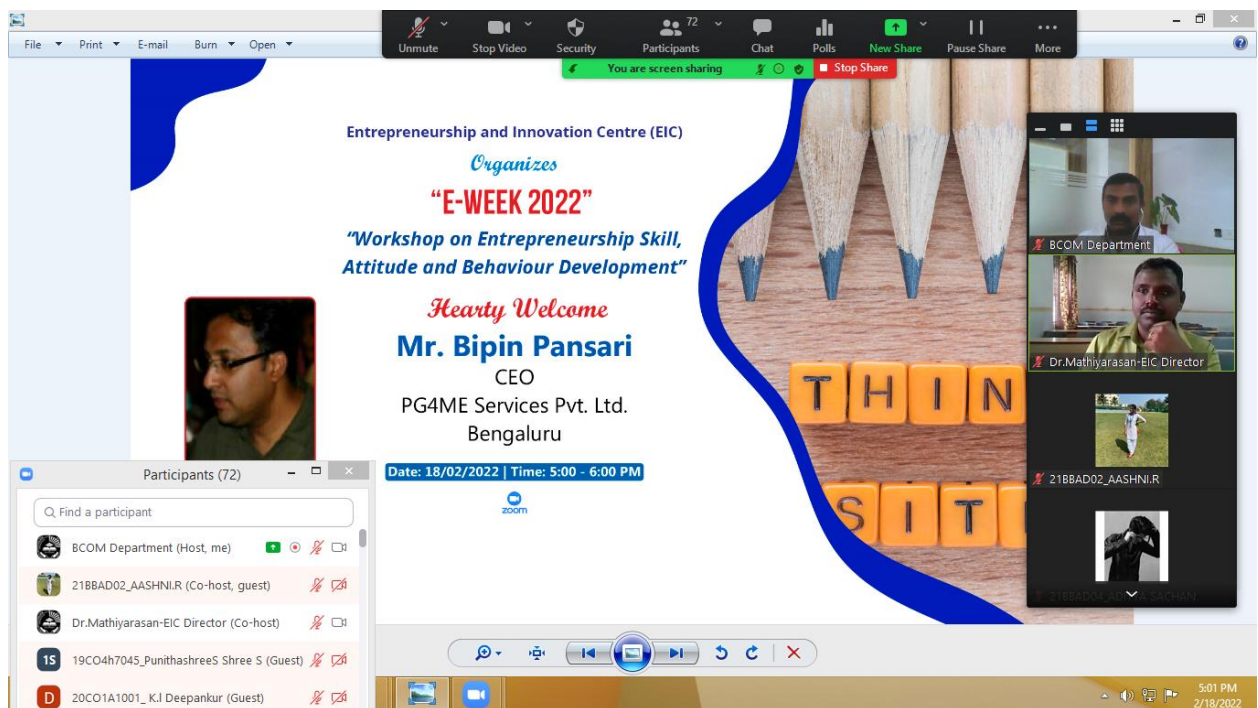 File Print E-mail Burn Open
Unmute Stop Video Security Participants 72 Chat Polls New Share Pause Share More
You are screen sharing Stop Share
Entrepreneurship and Innovation Centre (EIC)
Organizes
“E-WEEK 2022”
“Workshop on Entrepreneurship Skill,
Attitude and Behaviour Development”
Hearty Welcome
Mr. Bipin Pansari
CEO
PG4ME Services Pvt. Ltd.
Bengaluru
Date: 18/02/2022 | Time: 5:00 - 6:00 PM
zoom
THIN
SIT
BCOM Department
Dr.Mathiyarasan-EIC Director
21BBAD02_AASHNI.R
Participants (72)
Find a participant
BCOM Department (Host, me)
21BBAD02_AASHNI.R (Co-host, guest)
Dr.Mathiyarasan-EIC Director (Co-host)
1S 19CO4h7045_PunithashreeS Shree S (Guest)
D 20CO1A1001_ K.l Deepankur (Guest)
5:01 PM
2/18/2022